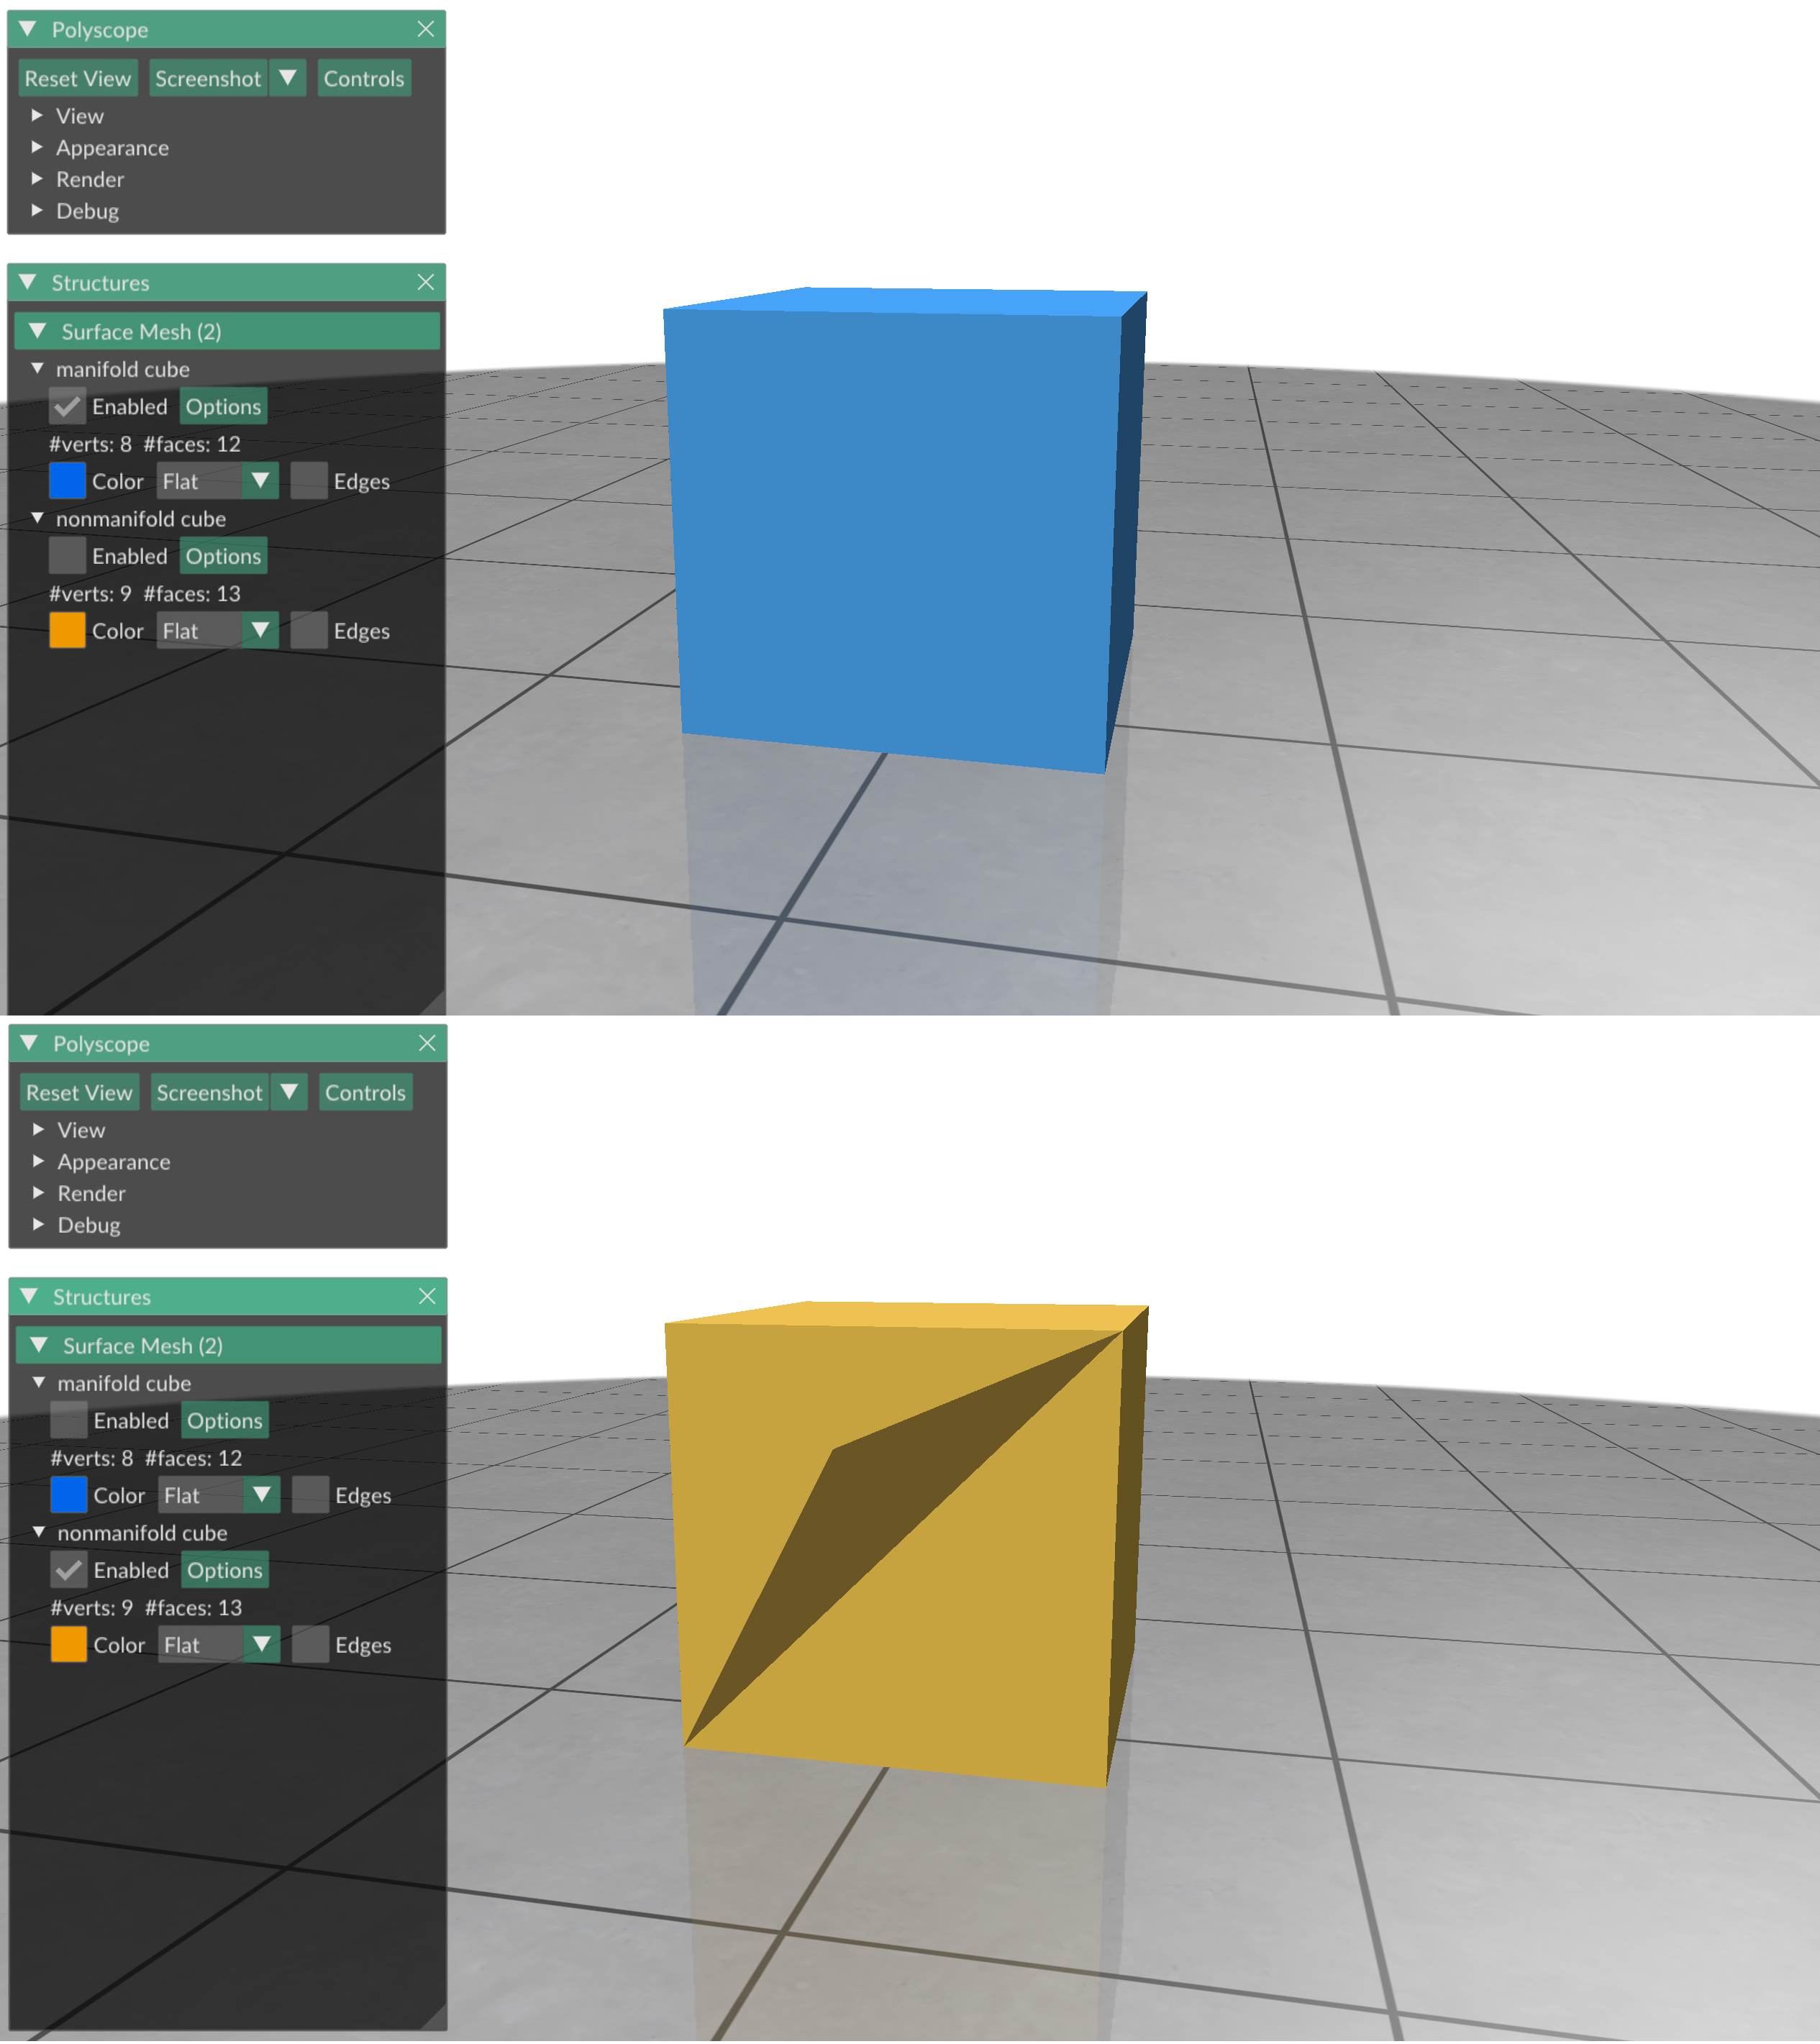 Polyscope
Reset View Screenshot Controls
View
Appearance
Render
Debug
Structures
Surface Mesh (2)
manifold cube
Enabled Options
#verts: 8 #faces: 12
Color Flat Edges
nonmanifold cube
Enabled Options
#verts: 9 #faces: 13
Color Flat Edges
Polyscope
Reset View Screenshot Controls
View
Appearance
Render
Debug
Structures
Surface Mesh (2)
manifold cube
Enabled Options
#verts: 8 #faces: 12
Color Flat Edges
nonmanifold cube
Enabled Options
#verts: 9 #faces: 13
Color Flat Edges